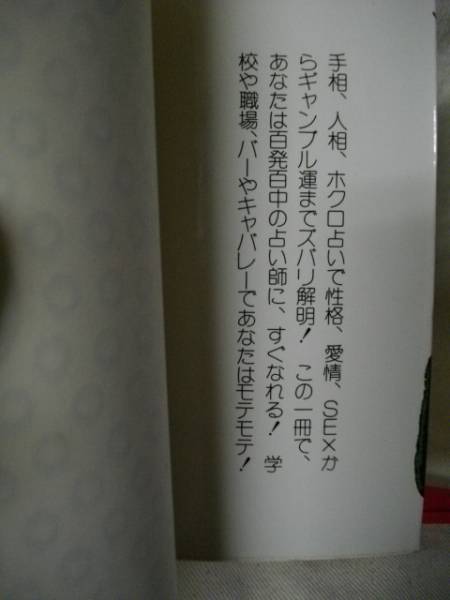 手相、人相、ホクロ占いで性格、愛情、SEXか
らギャンブル運までズバリ解明! この一冊で、
あなたは百発百中の占い師に、すぐなれる! 学
校や職場、バーやキャバレーであなたはモテモテ!